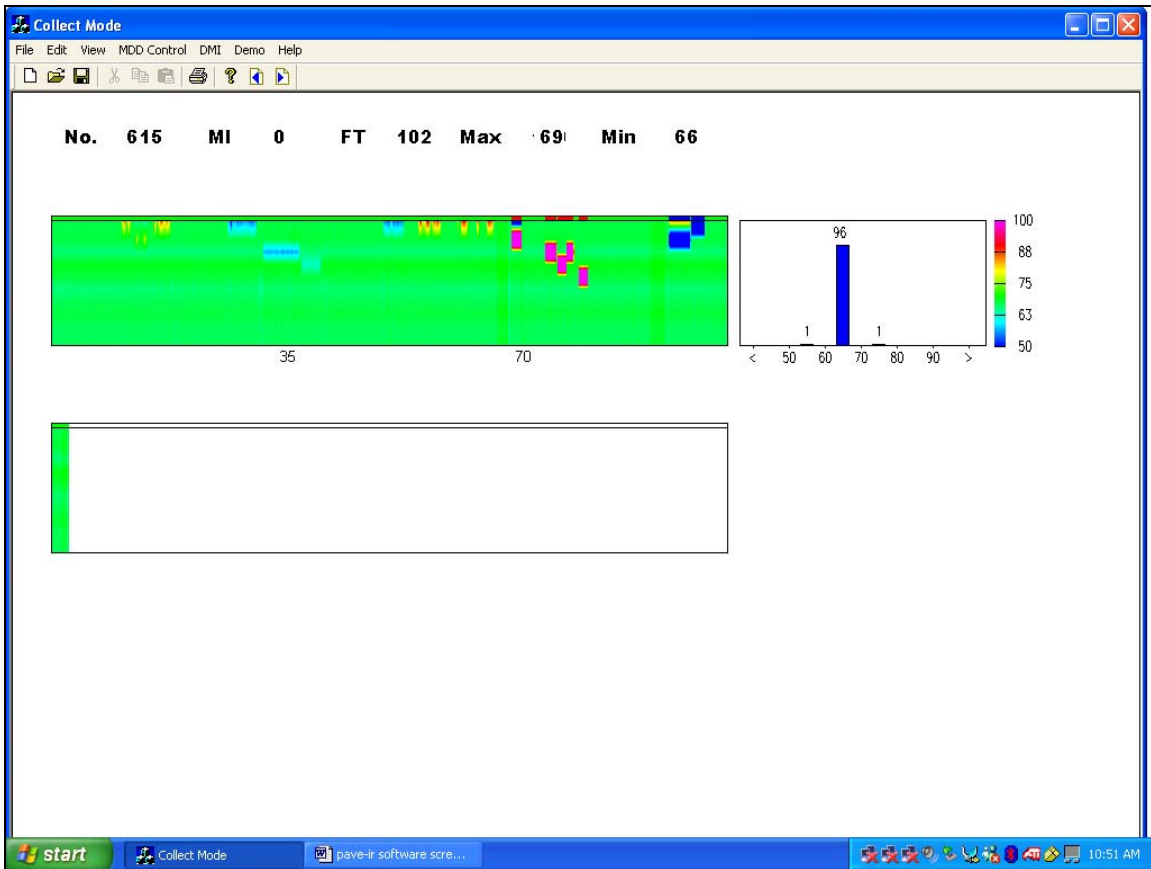 Collect Mode
File Edit View MDD Control DMI Demo Help
No. 615 MI 0 FT 102 Max 69 Min 66
100
96
88
75
63
1 1
50
35 70
< 50 60 70 80 90 >
start Collect Mode pave-ir software scre... 10:51 AM